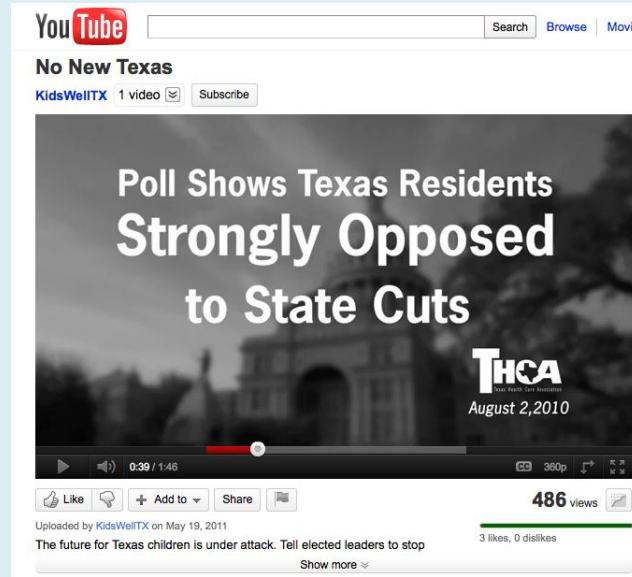 YouTube Search Browse Movi
No New Texas
KidsWellTX 1 video Subscribe
Poll Shows Texas Residents
Strongly Opposed
to State Cuts
THCA
Texas Health Care Association
August 2,2010
0:39 / 1:46 CC 360p
Like Add to Share 486 views
Uploaded by KidsWellTX on May 19, 2011
3 likes, 0 dislikes
The future for Texas children is under attack. Tell elected leaders to stop
Show more